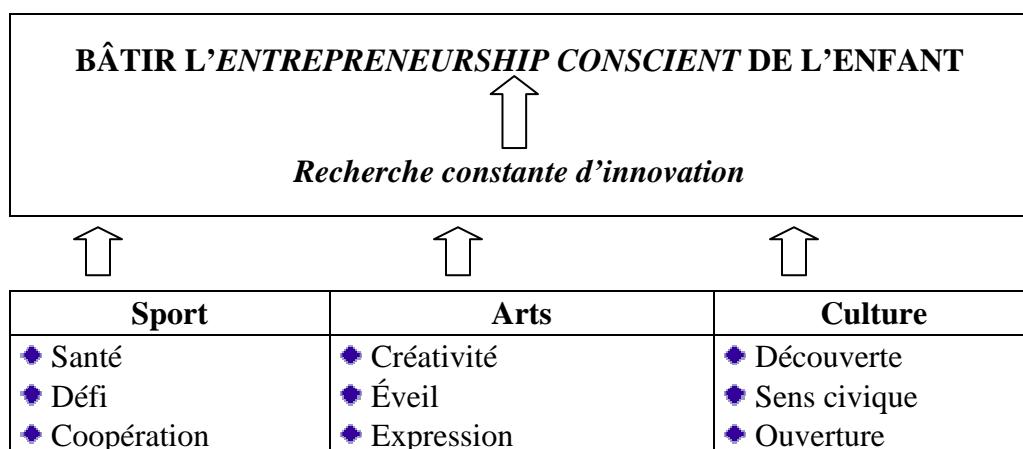 BÂTIR L’ENTREPRENEURSHIP CONSCIENT DE L’ENFANT
Recherche constante d’innovation
Sport Arts Culture
Santé Créativité Découverte
Défi Éveil Sens civique
Coopération Expression Ouverture